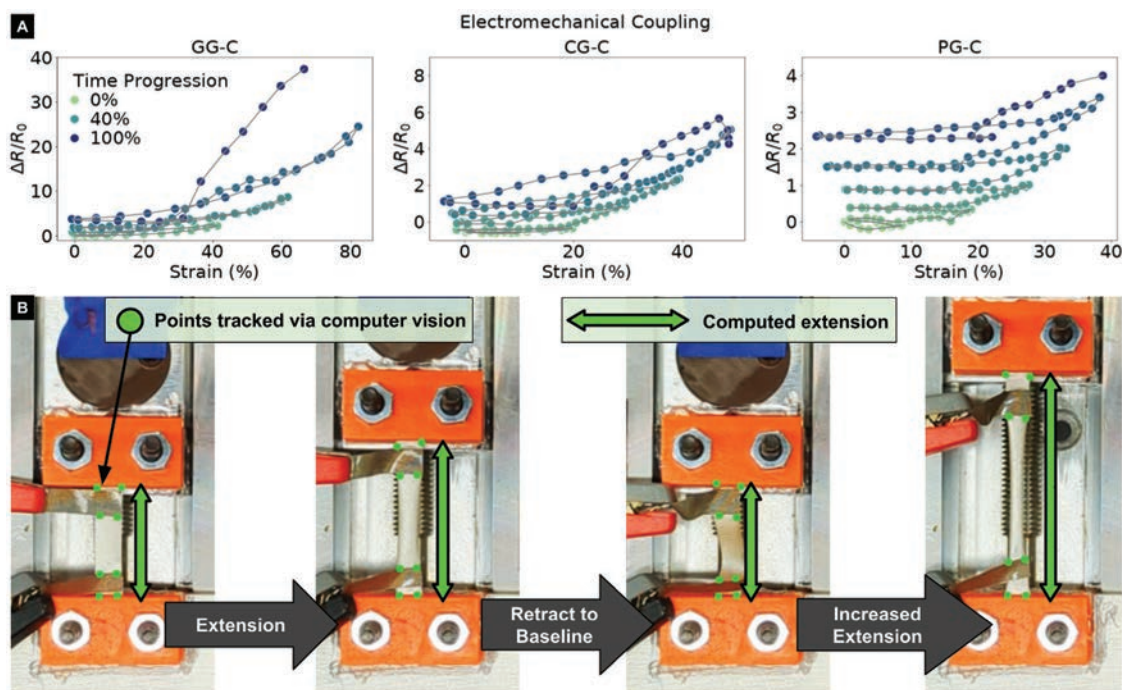 A
Electromechanical Coupling
GG-C
CG-C
PG-C
Time Progression
0%
40%
100%
ΔR/R₀
40
30
20
10
0
0
20
40
60
80
Strain (%)
ΔR/R₀
8
6
4
2
0
0
20
40
Strain (%)
ΔR/R₀
4
3
2
1
0
0
10
20
30
40
Strain (%)
B
Points tracked via computer vision
Computed extension
Extension
Retract to
Baseline
Increased
Extension